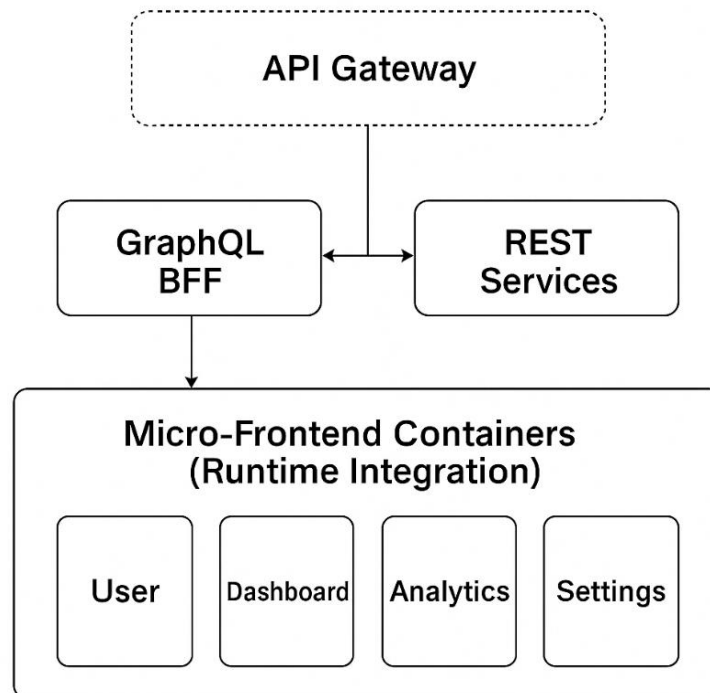 API Gateway
GraphQL
BFF
REST
Services
Micro-Frontend Containers
(Runtime Integration)
User
Dashboard
Analytics
Settings